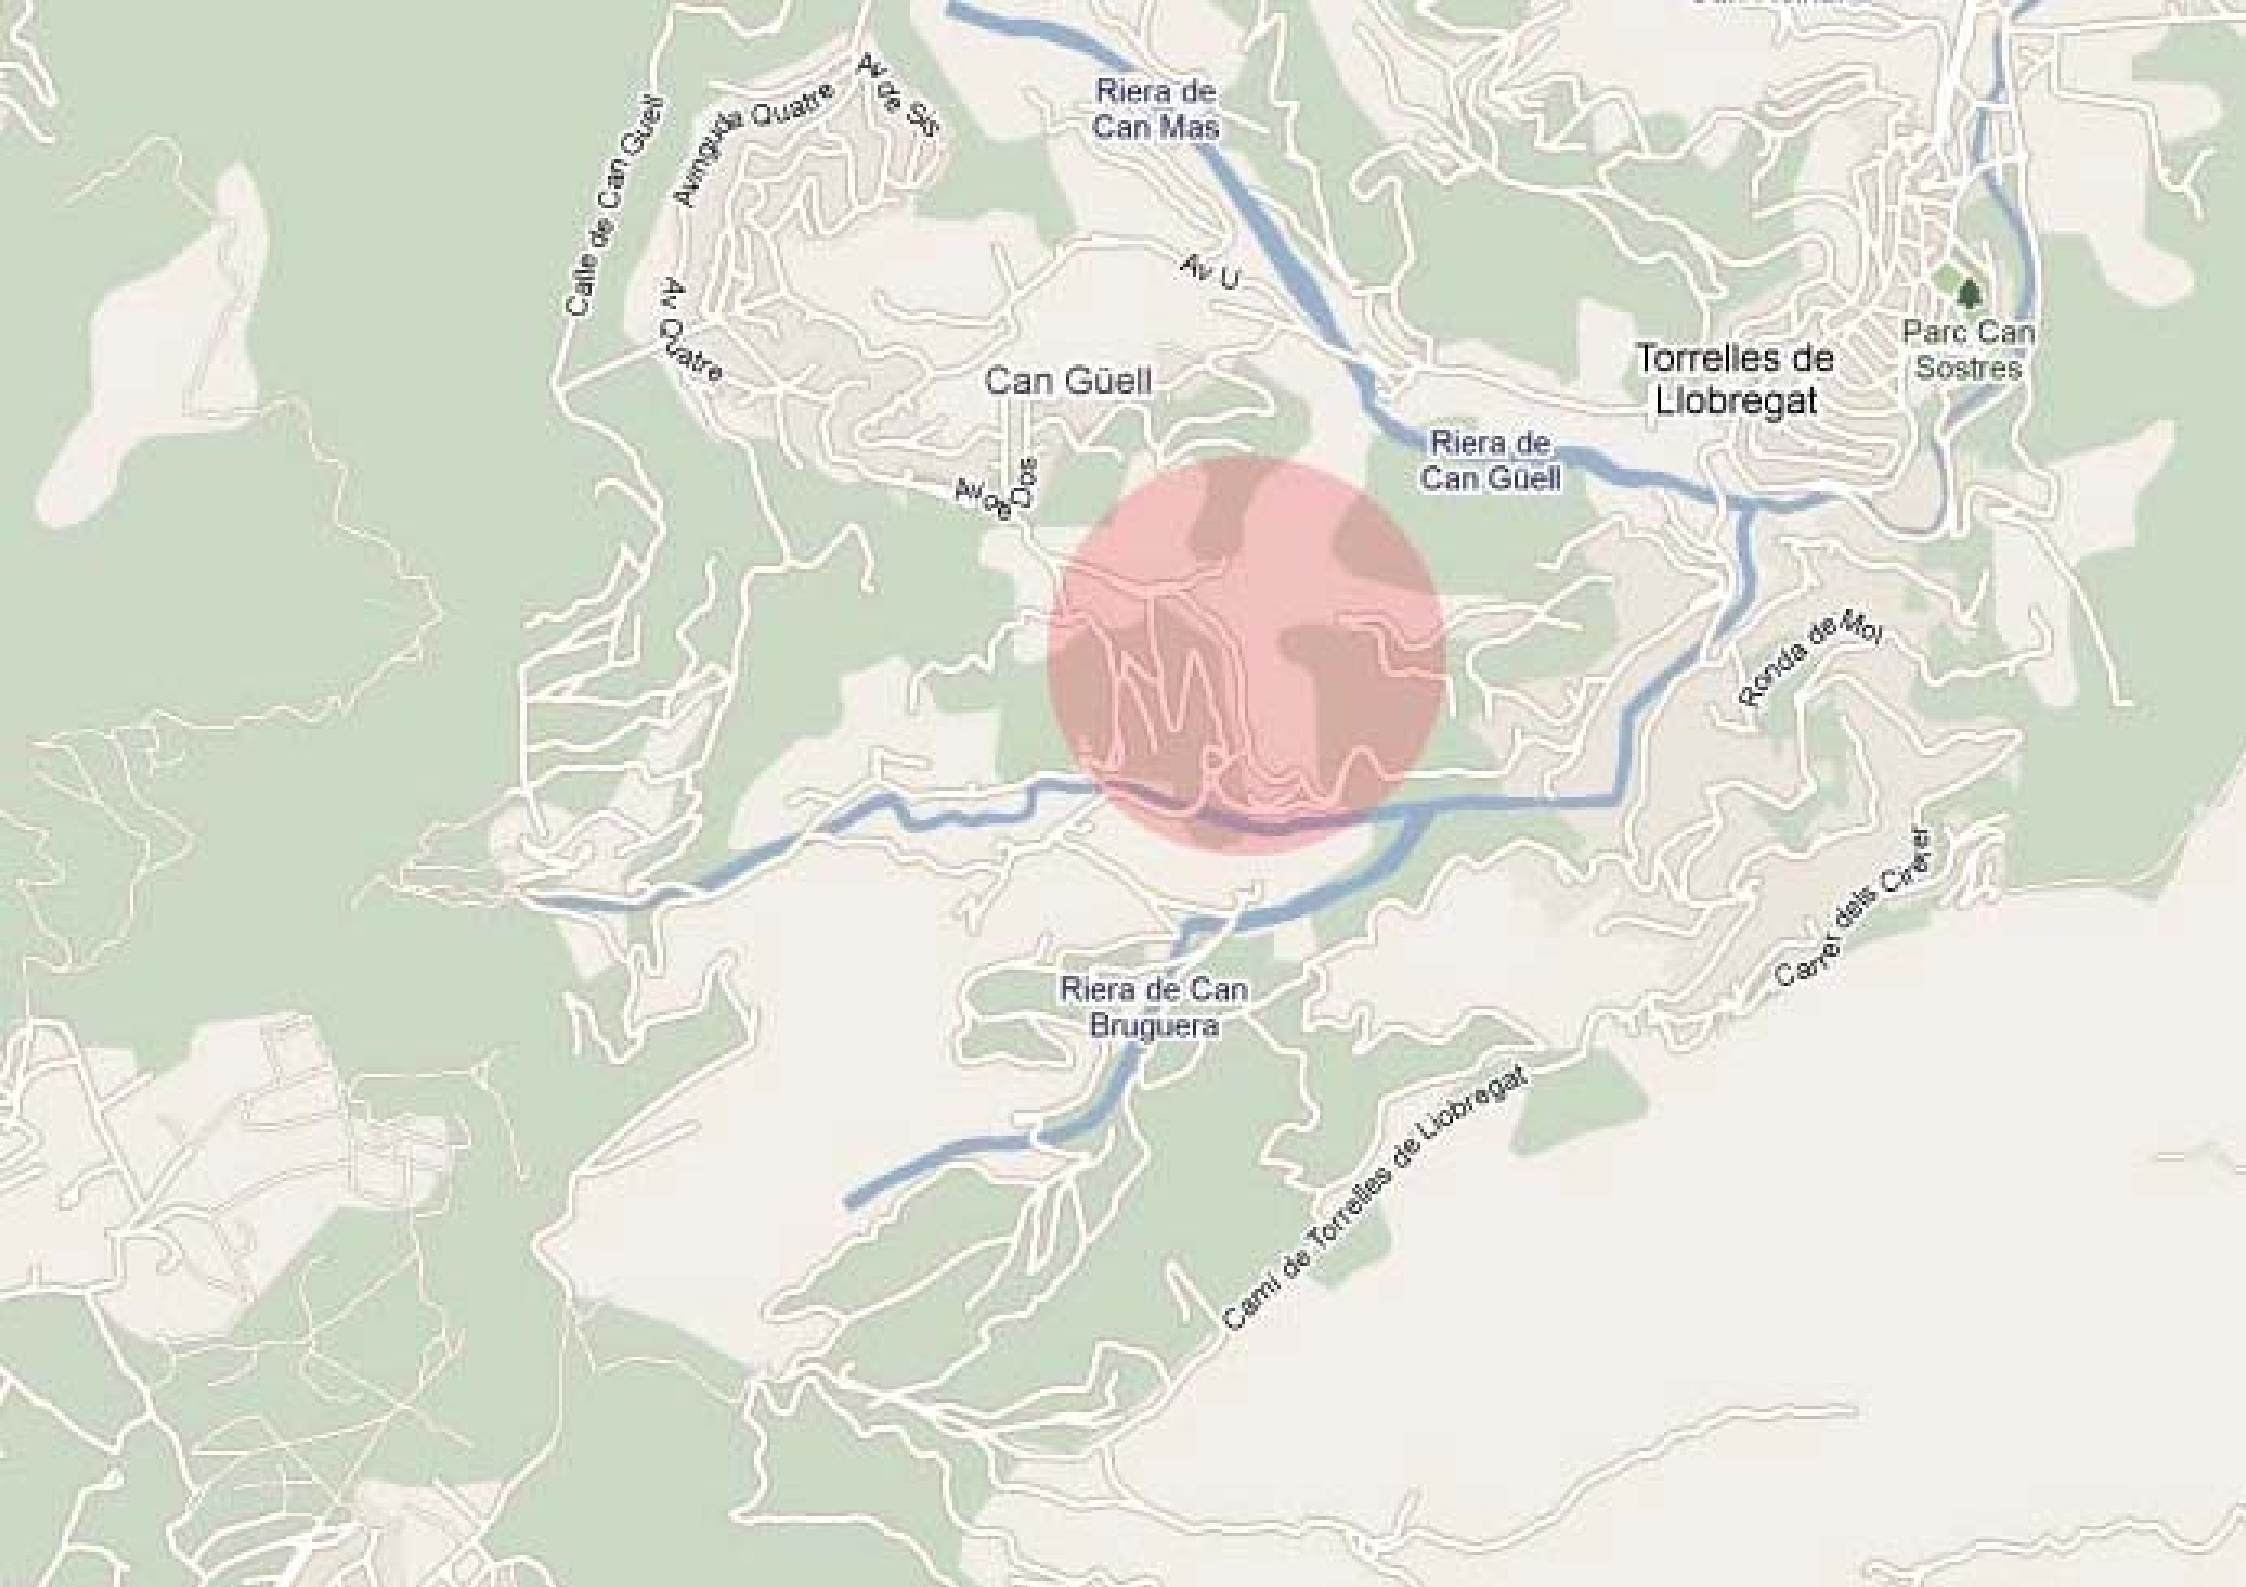 Riera de
Can Mas
Calle de Can Guell
Avinguda Quatre
Av de Sis
Av U
Av Quatre
Can Güell
Av de Dos
Torrelles de
Llobregat
Parc Can
Sostres
Riera de
Can Güell
Ronda de Mol
Carrer dels Cirerer
Riera de Can
Bruguera
Camí de Torrelles de Llobregat